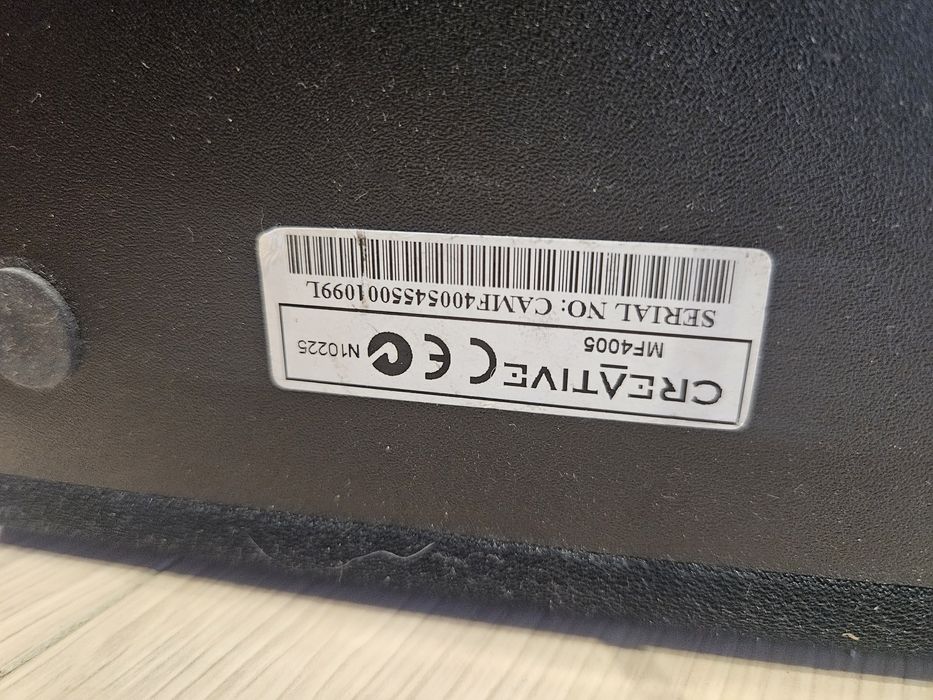 CREATIVE
MF4005
N10225
SERIAL NO: CAMF4005455001099L